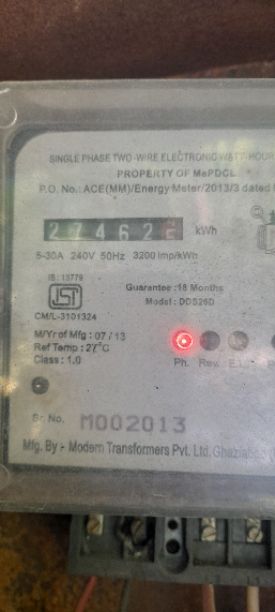 SINGLE PHASE TWO-WIRE ELECTRONIC WATT-HOUR
PROPERTY OF MePDCL
P.O. No.: ACE(MM)/Energy Meter/2013/3 dated
27462 kWh
5-30A 240V 50Hz 3200 imp/kWh
IS: 13779
ISI
CM/L-3101324
Guarantee : 18 Months
Model : DDS26D
M/Yr of Mfg : 07 / 13
Ref Temp : 27°C
Class : 1.0
Ph. Rev. E.L.
Sr. No. M002013
Mfg. By :- Modern Transformers Pvt. Ltd. Ghaziabad